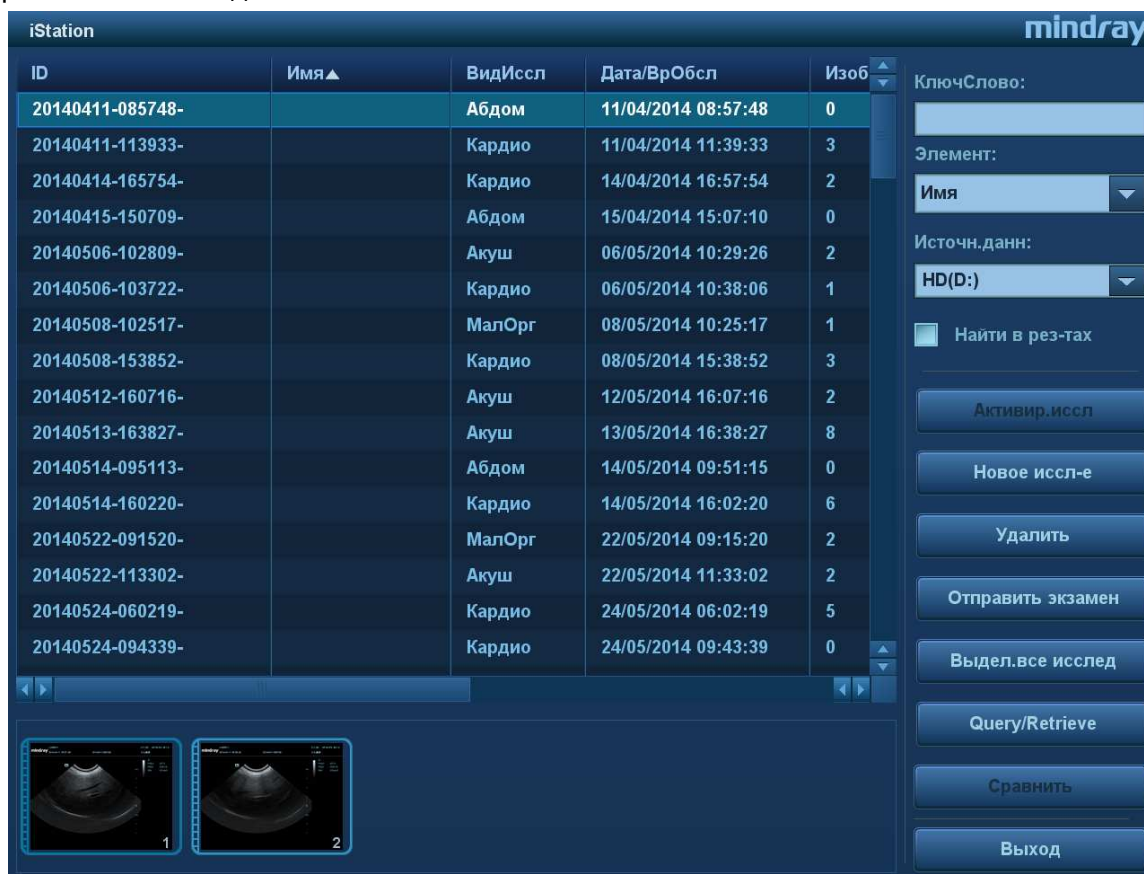 iStation mindray
ID Имя▲ ВидИссл Дата/ВрОбсл Изоб
20140411-085748- Абдом 11/04/2014 08:57:48 0
20140411-113933- Кардио 11/04/2014 11:39:33 3
20140414-165754- Кардио 14/04/2014 16:57:54 2
20140415-150709- Абдом 15/04/2014 15:07:10 0
20140506-102809- Акуш 06/05/2014 10:29:26 2
20140506-103722- Кардио 06/05/2014 10:38:06 1
20140508-102517- МалОрг 08/05/2014 10:25:17 1
20140508-153852- Кардио 08/05/2014 15:38:52 3
20140512-160716- Акуш 12/05/2014 16:07:16 2
20140513-163827- Акуш 13/05/2014 16:38:27 8
20140514-095113- Абдом 14/05/2014 09:51:15 0
20140514-160220- Кардио 14/05/2014 16:02:20 6
20140522-091520- МалОрг 22/05/2014 09:15:20 2
20140522-113302- Акуш 22/05/2014 11:33:02 2
20140524-060219- Кардио 24/05/2014 06:02:19 5
20140524-094339- Кардио 24/05/2014 09:43:39 0
КлючСлово:
Элемент:
Имя
Источн.данн:
HD(D:)
Найти в рез-тах
Активир.иссл
Новое иссл-е
Удалить
Отправить экзамен
Выдел.все исслед
Query/Retrieve
Сравнить
Выход
mindray
1
mindray
2